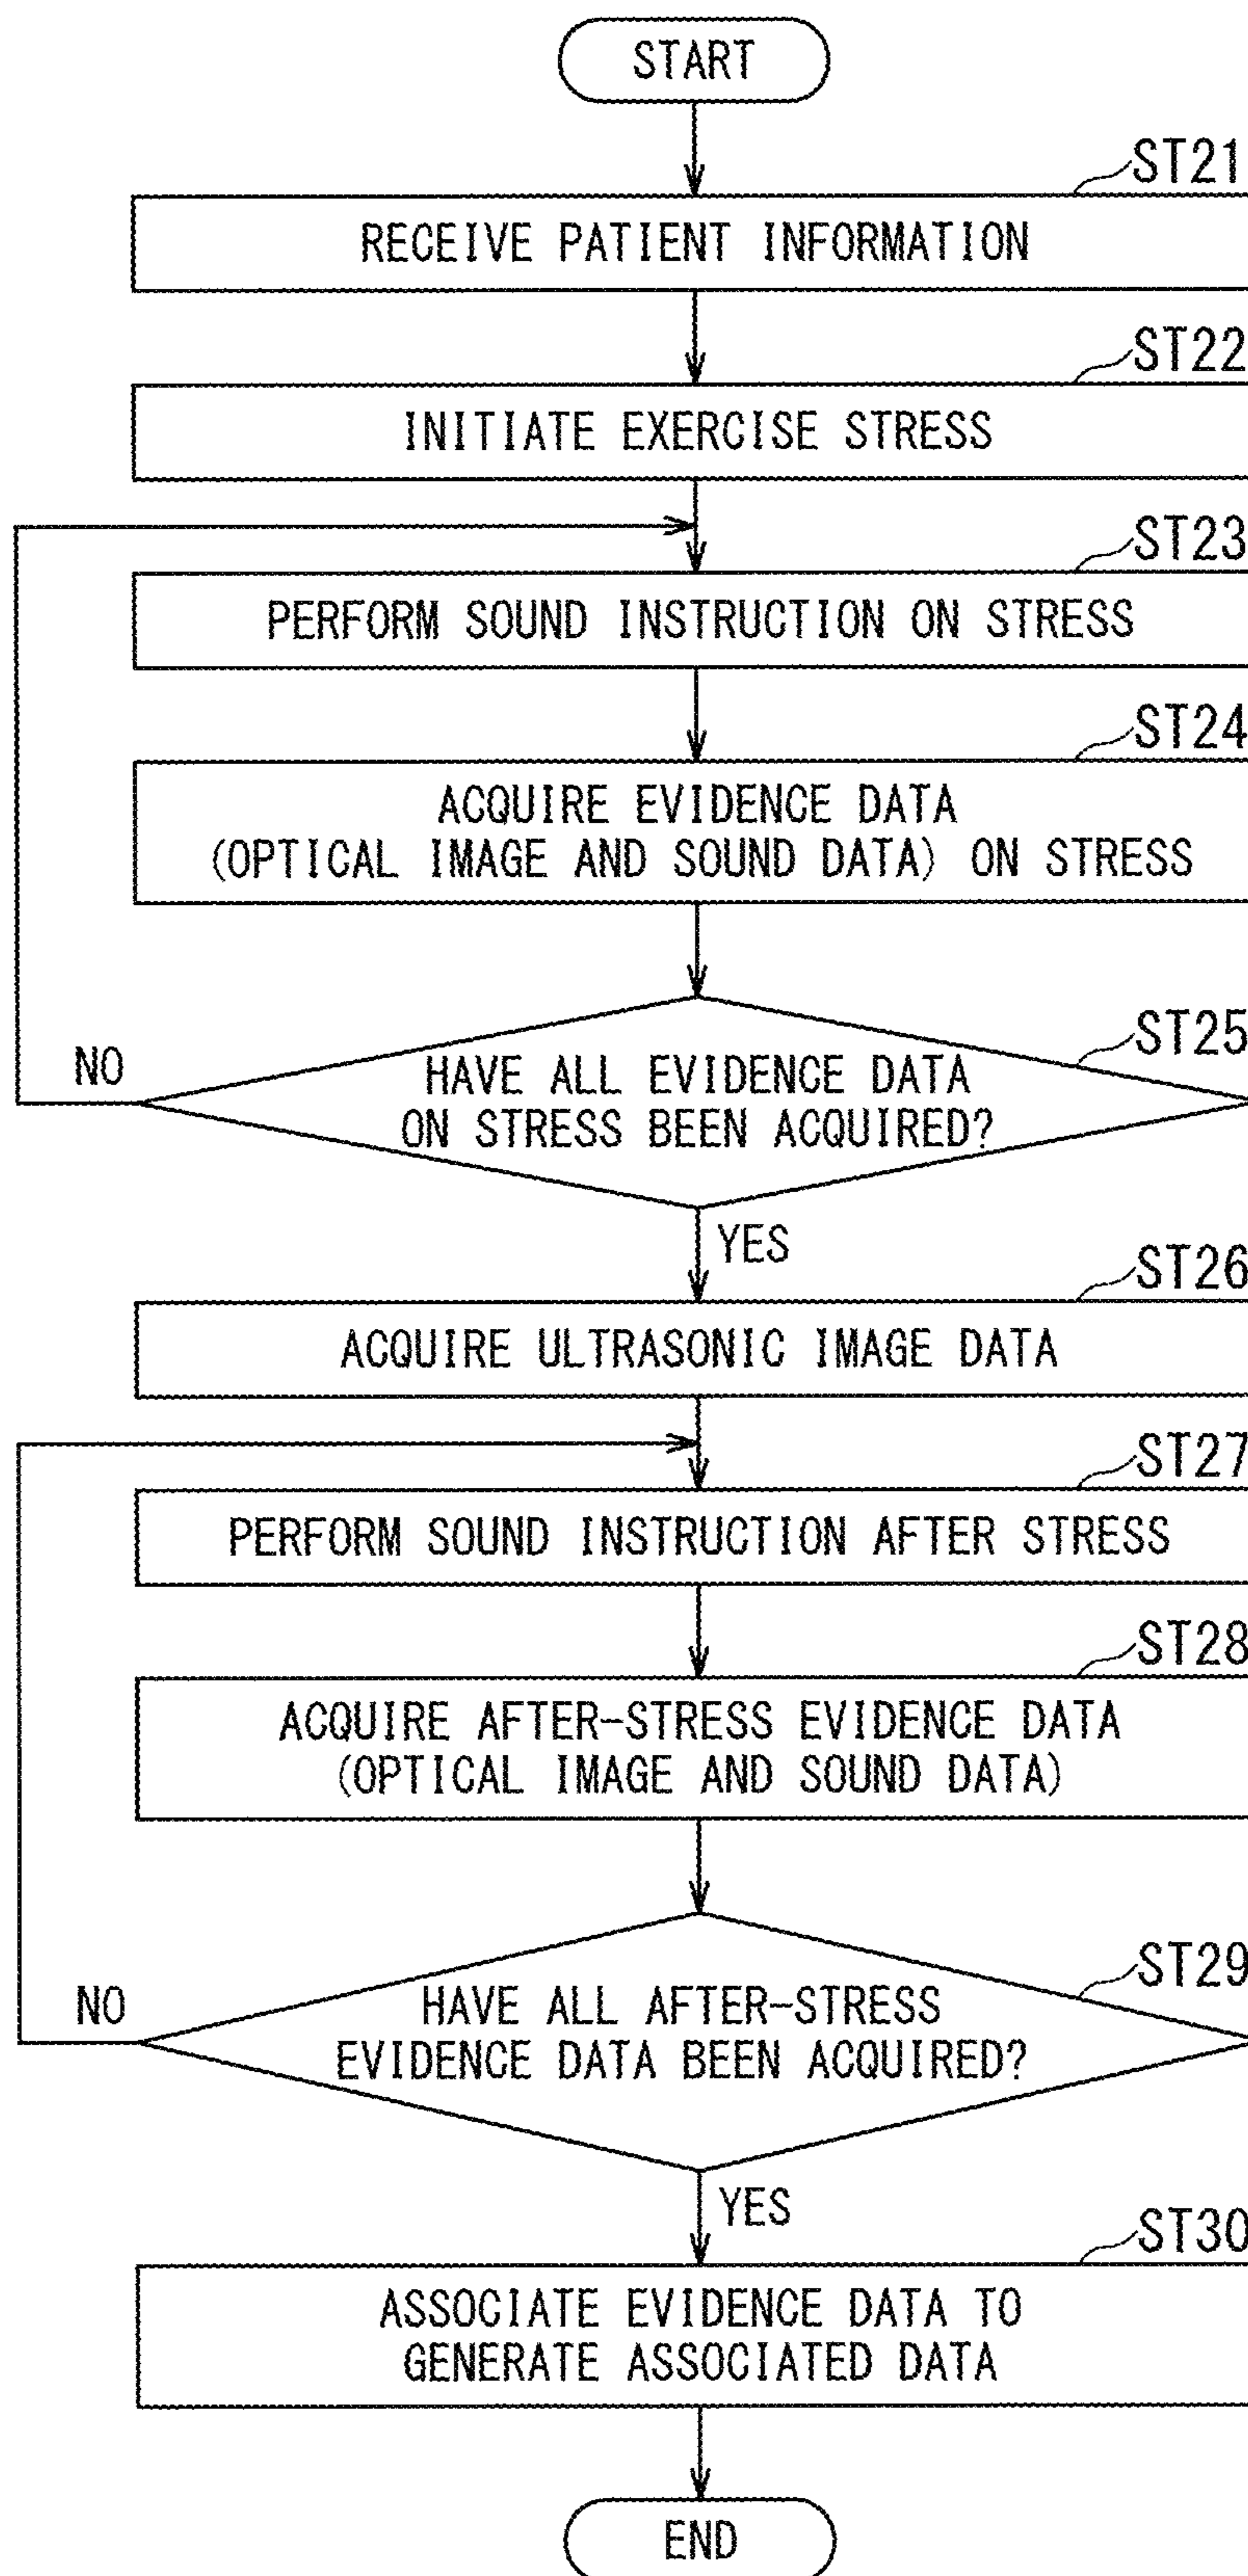 START
ST21
RECEIVE PATIENT INFORMATION
ST22
INITIATE EXERCISE STRESS
ST23
PERFORM SOUND INSTRUCTION ON STRESS
ST24
ACQUIRE EVIDENCE DATA
(OPTICAL IMAGE AND SOUND DATA) ON STRESS
ST25
NO
HAVE ALL EVIDENCE DATA
ON STRESS BEEN ACQUIRED?
YES
ST26
ACQUIRE ULTRASONIC IMAGE DATA
ST27
PERFORM SOUND INSTRUCTION AFTER STRESS
ST28
ACQUIRE AFTER-STRESS EVIDENCE DATA
(OPTICAL IMAGE AND SOUND DATA)
ST29
NO
HAVE ALL AFTER-STRESS
EVIDENCE DATA BEEN ACQUIRED?
YES
ST30
ASSOCIATE EVIDENCE DATA TO
GENERATE ASSOCIATED DATA
END